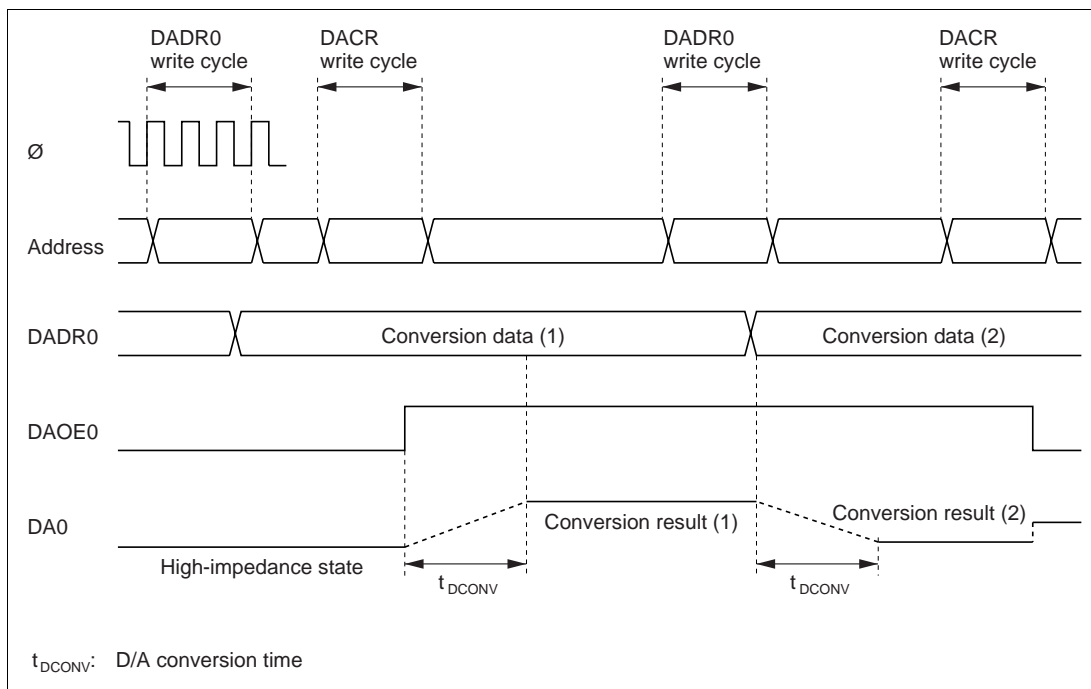 DADR0
write cycle
DACR
write cycle
DADR0
write cycle
DACR
write cycle
Ø
Address
DADR0
Conversion data (1)
Conversion data (2)
DAOE0
DA0
Conversion result (1)
Conversion result (2)
High-impedance state
tDCONV
tDCONV
tDCONV: D/A conversion time